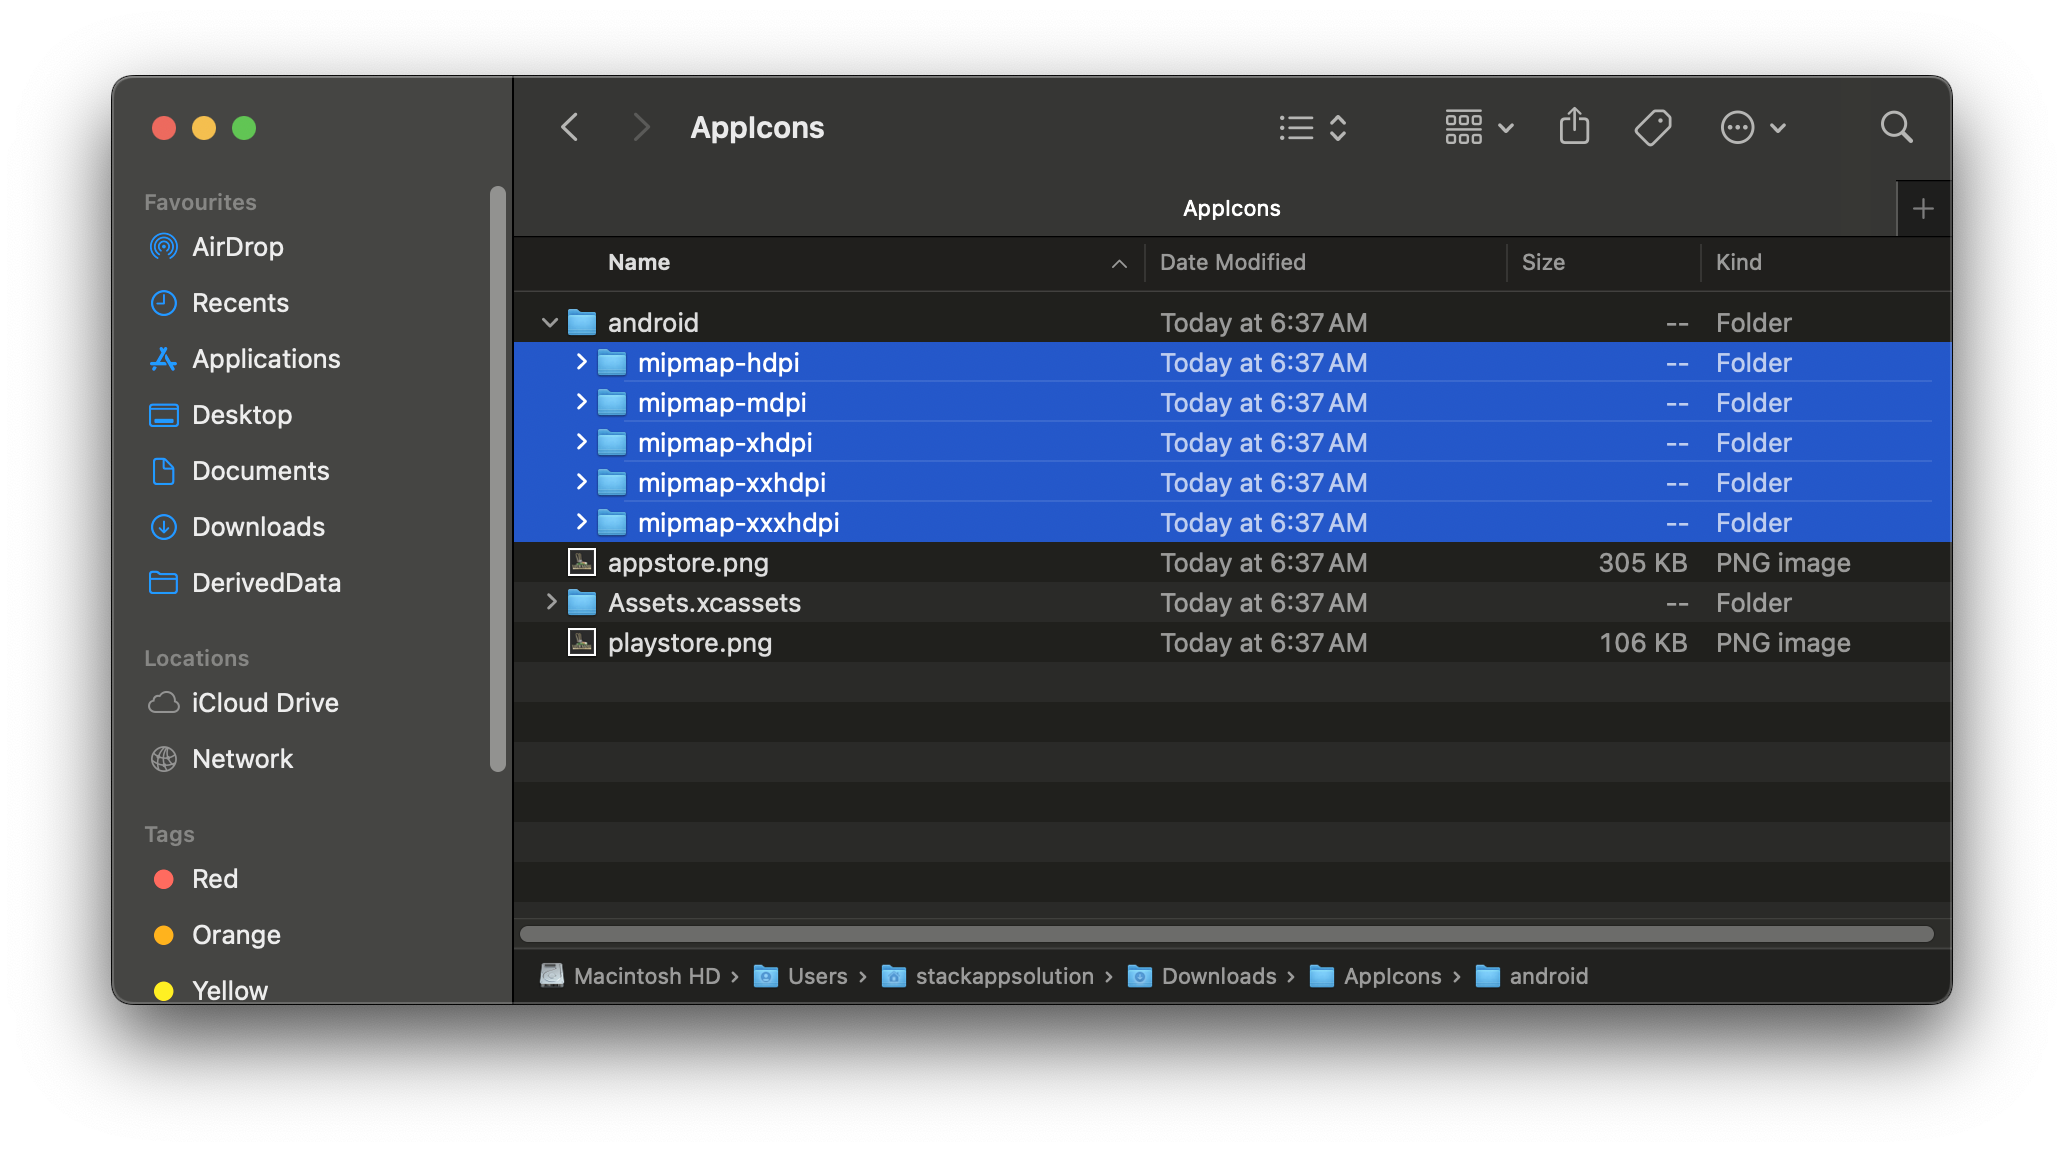 AppIcons
AppIcons
Favourites
AirDrop
Recents
Applications
Desktop
Documents
Downloads
DerivedData
Locations
iCloud Drive
Network
Tags
Red
Orange
Yellow
Name Date Modified Size Kind
android Today at 6:37 AM -- Folder
mipmap-hdpi Today at 6:37 AM -- Folder
mipmap-mdpi Today at 6:37 AM -- Folder
mipmap-xhdpi Today at 6:37 AM -- Folder
mipmap-xxhdpi Today at 6:37 AM -- Folder
mipmap-xxxhdpi Today at 6:37 AM -- Folder
appstore.png Today at 6:37 AM 305 KB PNG image
Assets.xcassets Today at 6:37 AM -- Folder
playstore.png Today at 6:37 AM 106 KB PNG image
Macintosh HD › Users › stackappsolution › Downloads › AppIcons › android